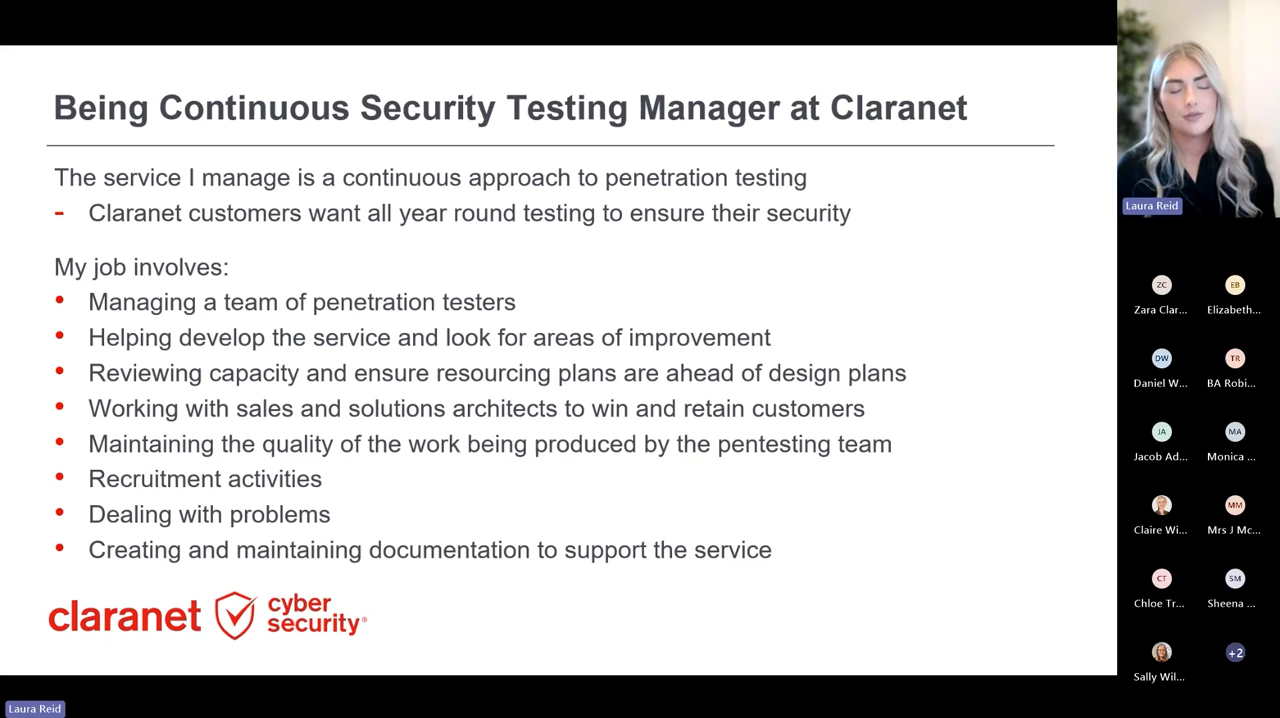 Being Continuous Security Testing Manager at Claranet
The service I manage is a continuous approach to penetration testing
- Claranet customers want all year round testing to ensure their security
My job involves:
• Managing a team of penetration testers
• Helping develop the service and look for areas of improvement
• Reviewing capacity and ensure resourcing plans are ahead of design plans
• Working with sales and solutions architects to win and retain customers
• Maintaining the quality of the work being produced by the pentesting team
• Recruitment activities
• Dealing with problems
• Creating and maintaining documentation to support the service
claranet
cyber
security®
Laura Reid
ZC
EB
Zara Clar...
Elizabeth...
DW
TR
Daniel W...
BA Robi...
JA
MA
Jacob Ad...
Monica ...
MM
Claire Wi...
Mrs J Mc...
CT
SM
Chloe Tr...
Sheena ...
+2
Sally Wil...
Laura Reid